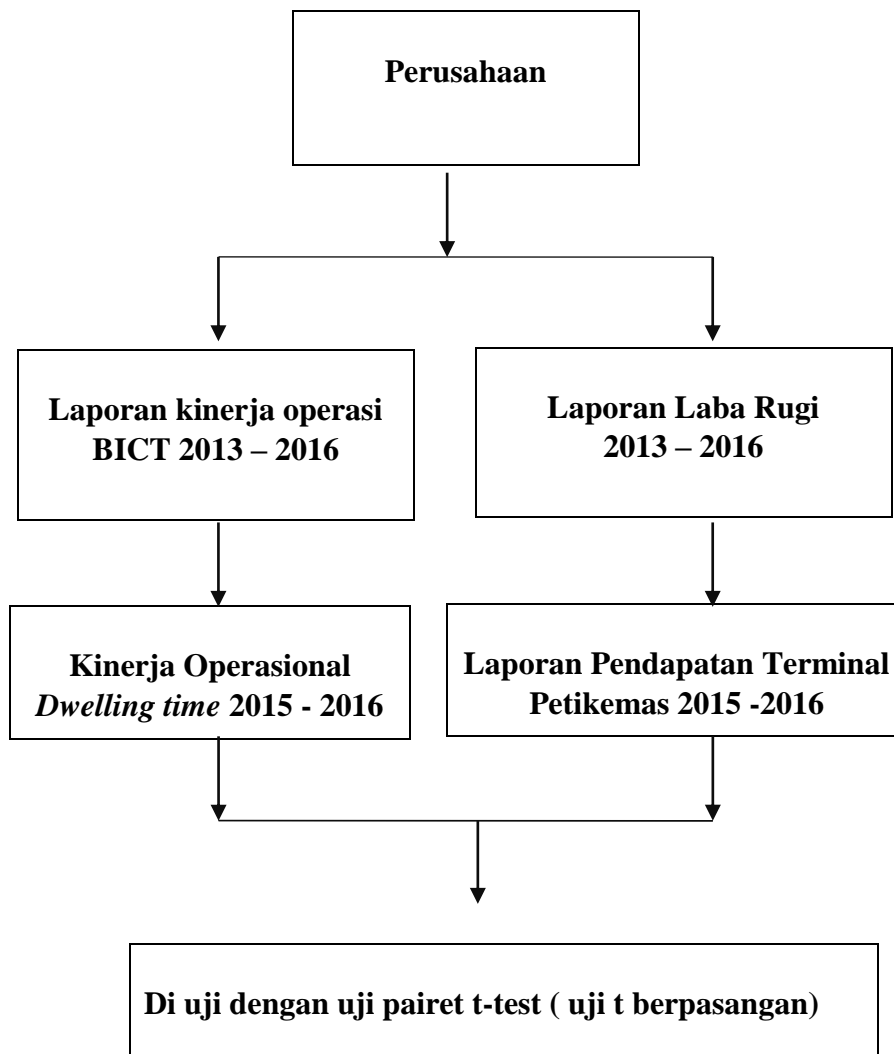 Perusahaan
Laporan kinerja operasi
BICT 2013 – 2016
Laporan Laba Rugi
2013 – 2016
Kinerja Operasional
Dwelling time 2015 - 2016
Laporan Pendapatan Terminal
Petikemas 2015 -2016
Di uji dengan uji pairet t-test ( uji t berpasangan)